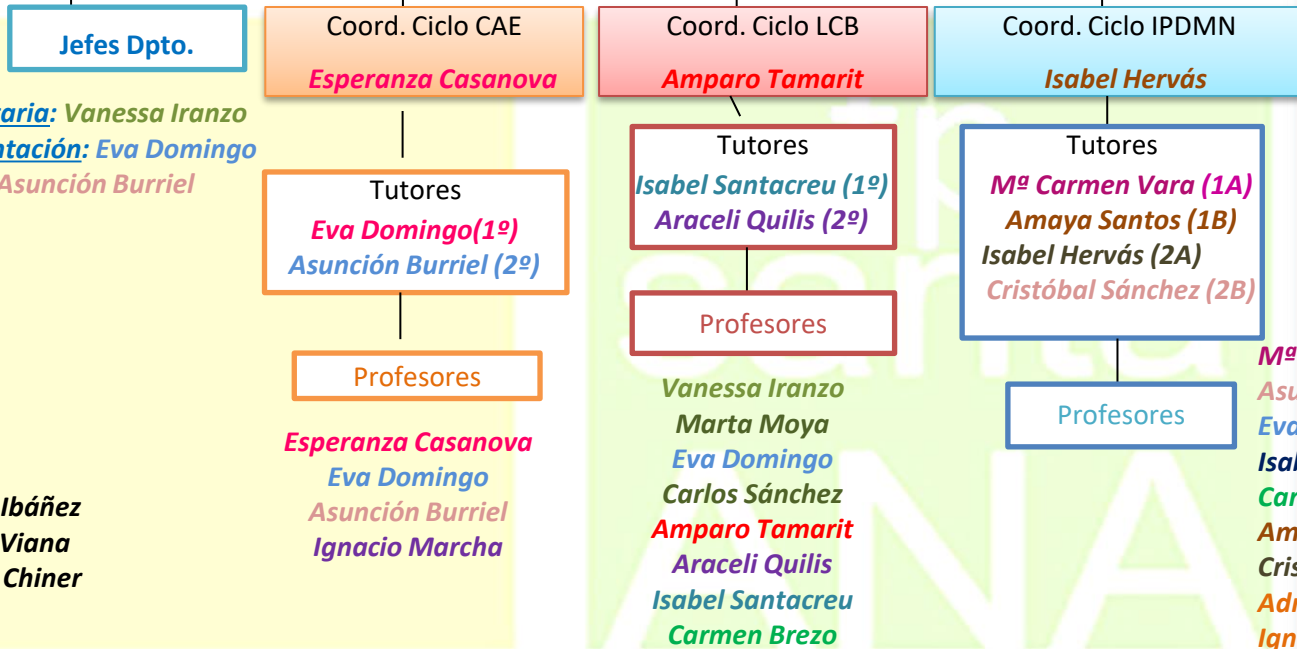 Jefes Dpto.
Vanessa Iranzo
Eva Domingo
Asunción Burriel
Ibáñez
Viana
Chiner
Coord. Ciclo CAE
Esperanza Casanova
Tutores
Eva Domingo(1º)
Asunción Burriel (2º)
Profesores
Esperanza Casanova
Eva Domingo
Asunción Burriel
Ignacio Marcha
Coord. Ciclo LCB
Amparo Tamarit
Tutores
Isabel Santacreu (1º)
Araceli Quilis (2º)
Profesores
Vanessa Iranzo
Marta Moya
Eva Domingo
Carlos Sánchez
Amparo Tamarit
Araceli Quilis
Isabel Santacreu
Carmen Brezo
Coord. Ciclo IPDMN
Isabel Hervás
Tutores
Mª Carmen Vara (1A)
Amaya Santos (1B)
Isabel Hervás (2A)
Cristóbal Sánchez (2B)
Profesores
Mª
Eva